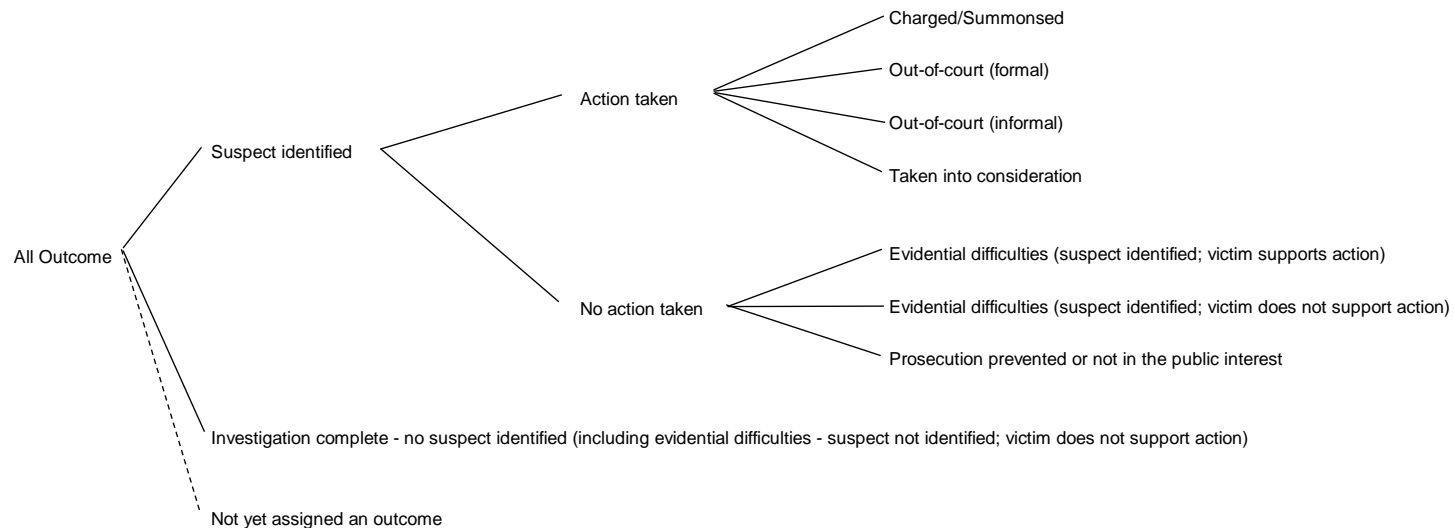 Charged/Summonsed
Out-of-court (formal)
Action taken
Out-of-court (informal)
Suspect identified
Taken into consideration
All Outcome
Evidential difficulties (suspect identified; victim supports action)
No action taken
Evidential difficulties (suspect identified; victim does not support action)
Prosecution prevented or not in the public interest
Investigation complete - no suspect identified (including evidential difficulties - suspect not identified; victim does not support action)
Not yet assigned an outcome